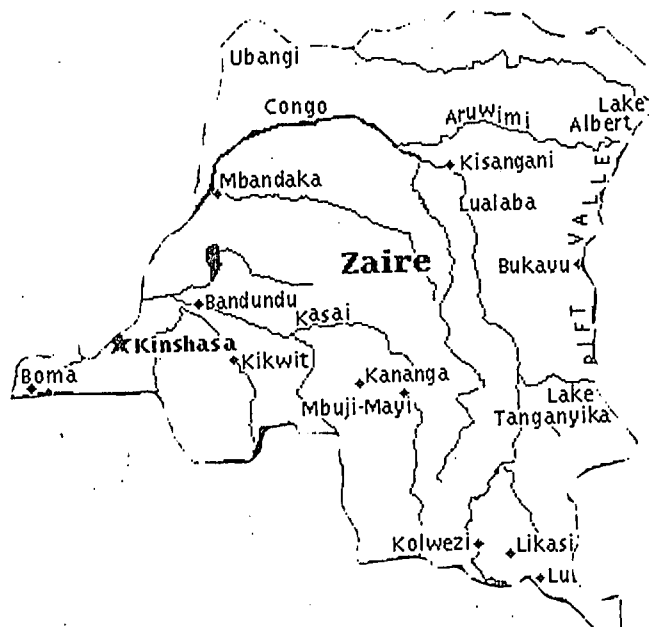 Ubangi
Congo
Aruwimi
Lake
Albert
Kisangani
Mbandaka
Lualaba
RIFT VALLEY
Zaire
Bukavu
Bandundu
Kasai
Kinshasa
Kikwit
Boma
Kananga
Mbuji-Mayi
Lake
Tanganyika
Kolwezi
Likasi